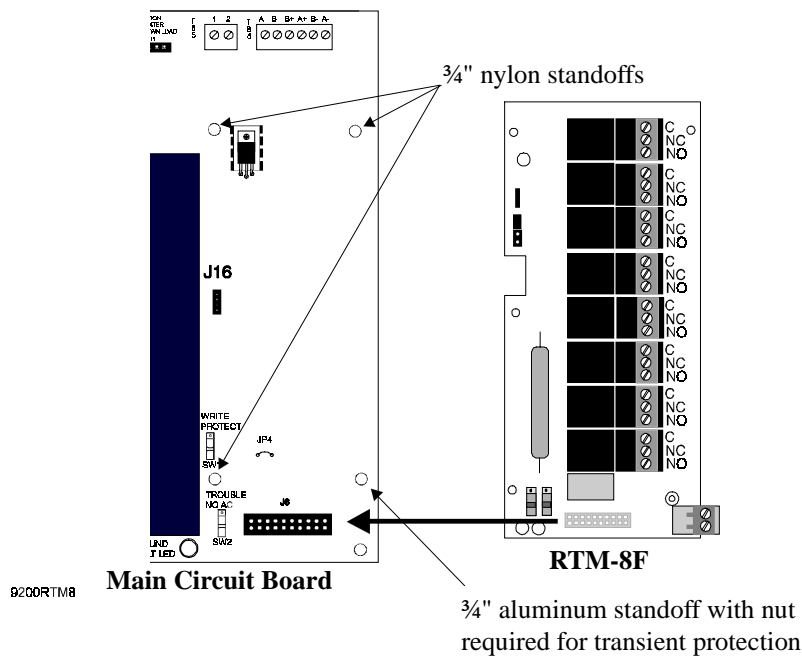 1 2
A B B+ A+ B- A-
¾" nylon standoffs
J16
WRITE
PROTECT
JP4
TROUBLE
NO AC
J6
SW2
Main Circuit Board
9200RTM8
C
NC
NO
C
NC
NO
C
NC
NO
C
NC
NO
C
NC
NO
C
NC
NO
C
NC
NO
C
NC
NO
RTM-8F
¾" aluminum standoff with nut
required for transient protection